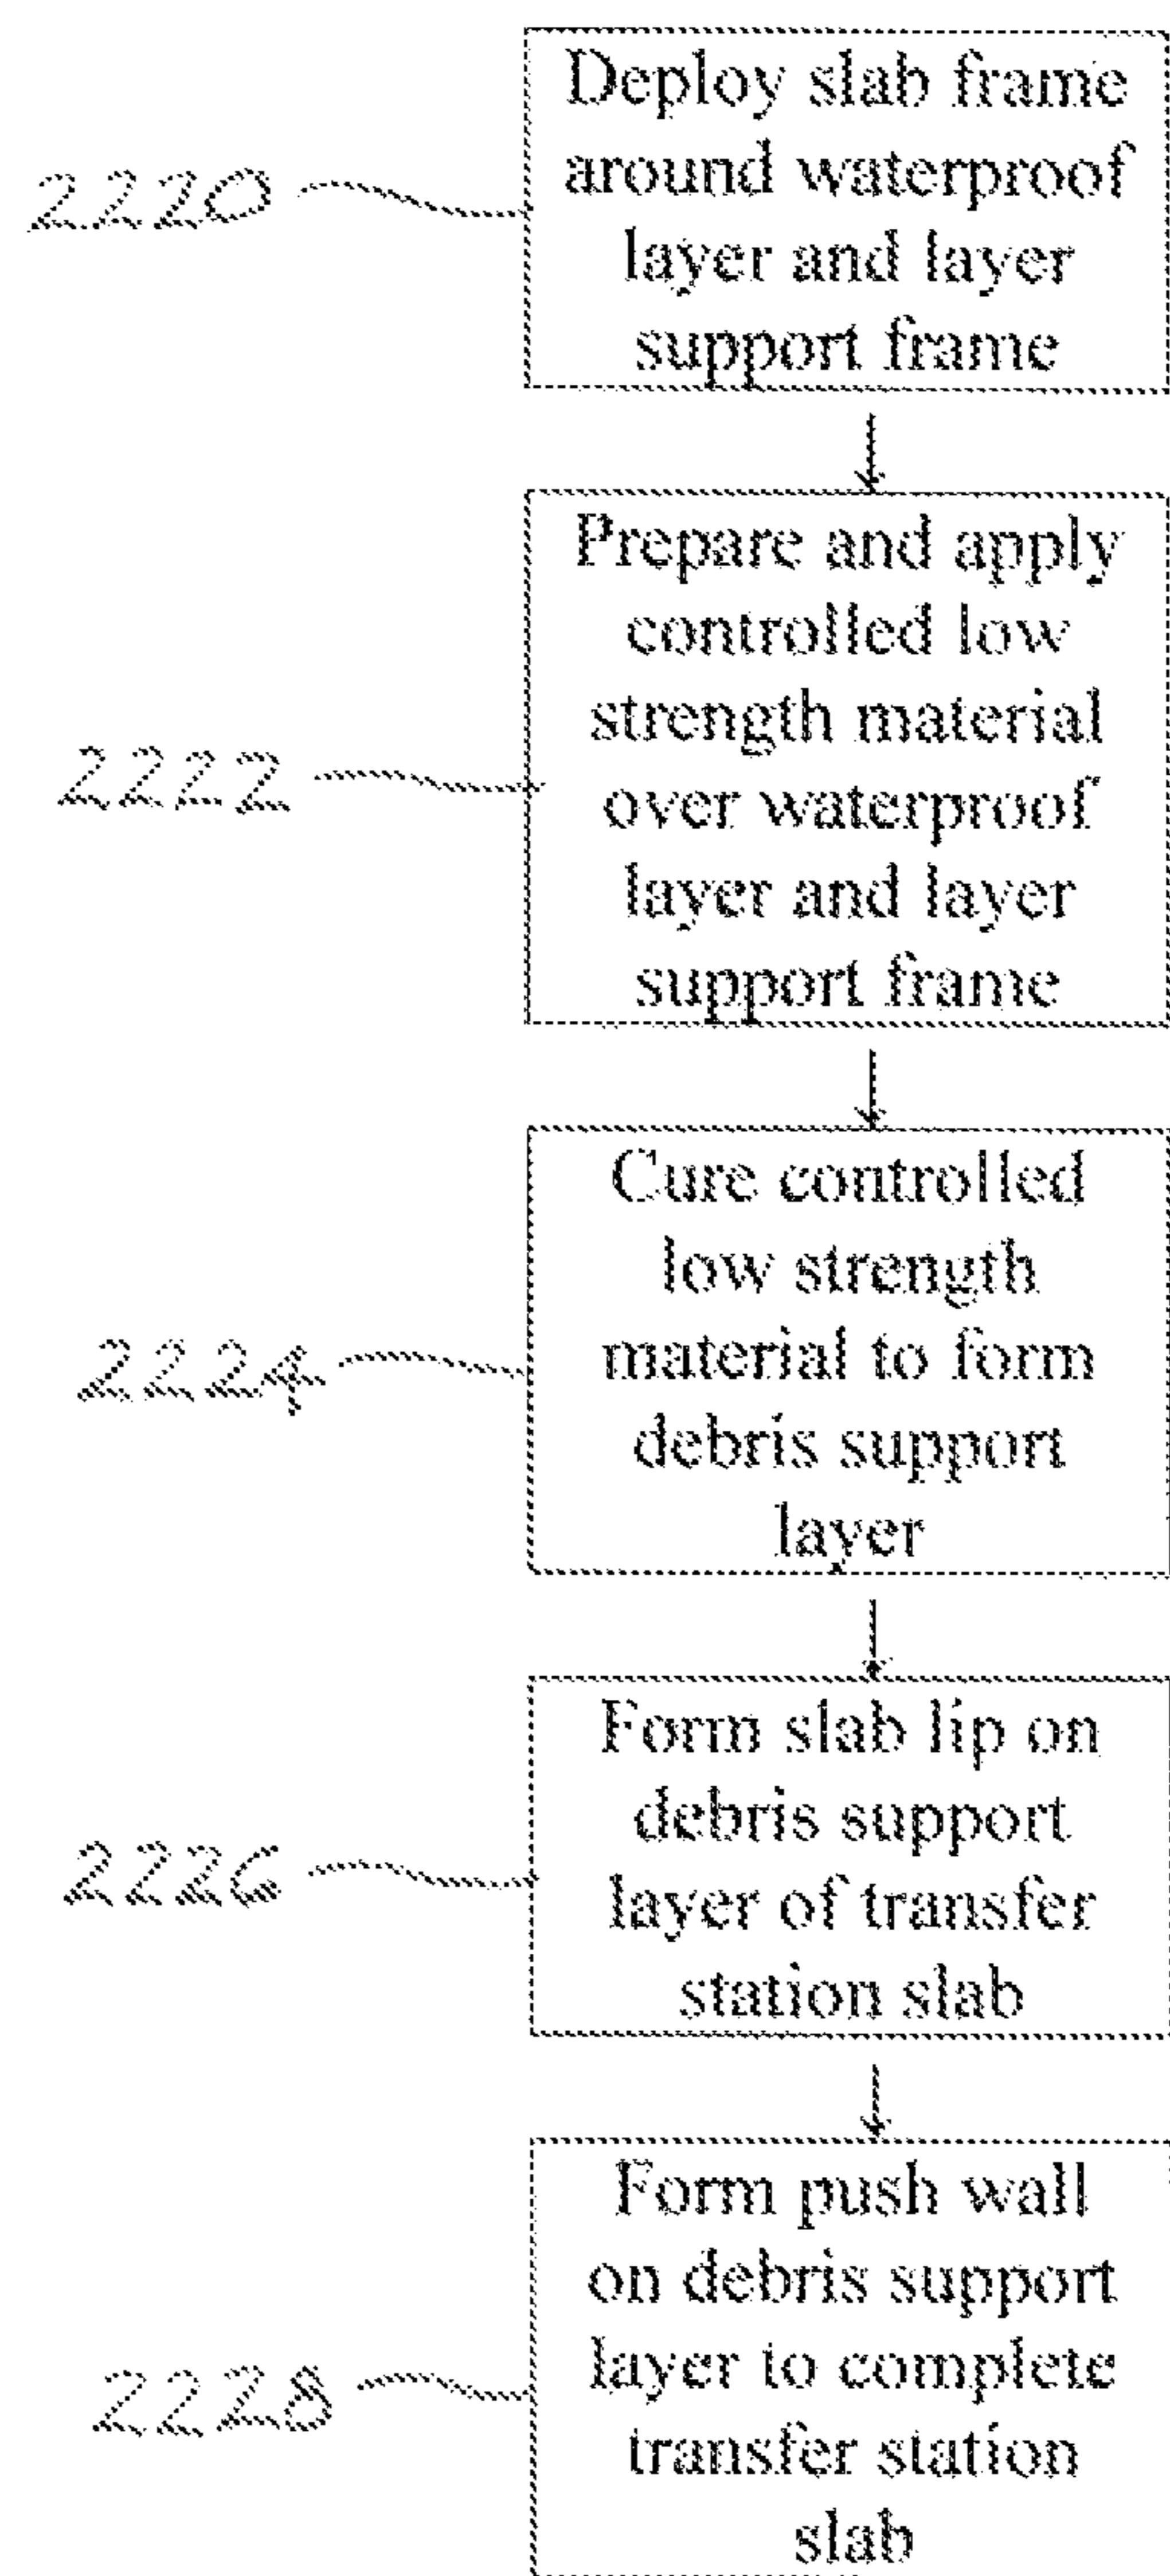 2220
Deploy slab frame
around waterproof
layer and layer
support frame
2222
Prepare and apply
controlled low
strength material
over waterproof
layer and layer
support frame
2224
Cure controlled
low strength
material to form
debris support
layer
2226
Form slab lip on
debris support
layer of transfer
station slab
2228
Form push wall
on debris support
layer to complete
transfer station
slab